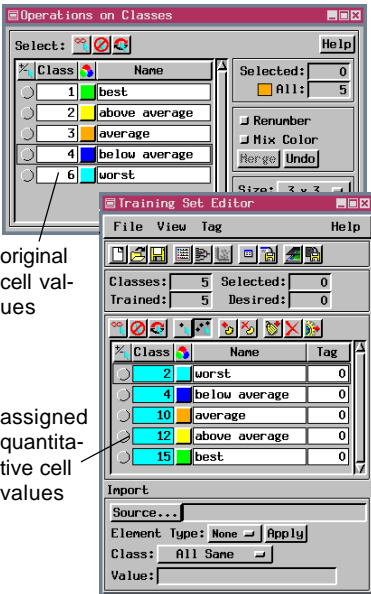 Operations on Classes
Select: Help
Class Name
1 best
2 above average
3 average
4 below average
6 worst
Selected: 0
All: 5
Renumber
Mix Color
Merge Undo
Size: 3 x 3
original
cell val-
ues
Training Set Editor
File View Tag Help
Classes: 5 Selected: 0
Trained: 5 Desired: 0
Class Name Tag
2 worst 0
4 below average 0
10 average 0
12 above average 0
15 best 0
assigned
quantita-
tive cell
values
Import
Source...
Element Type: None Apply
Class: All Same
Value: